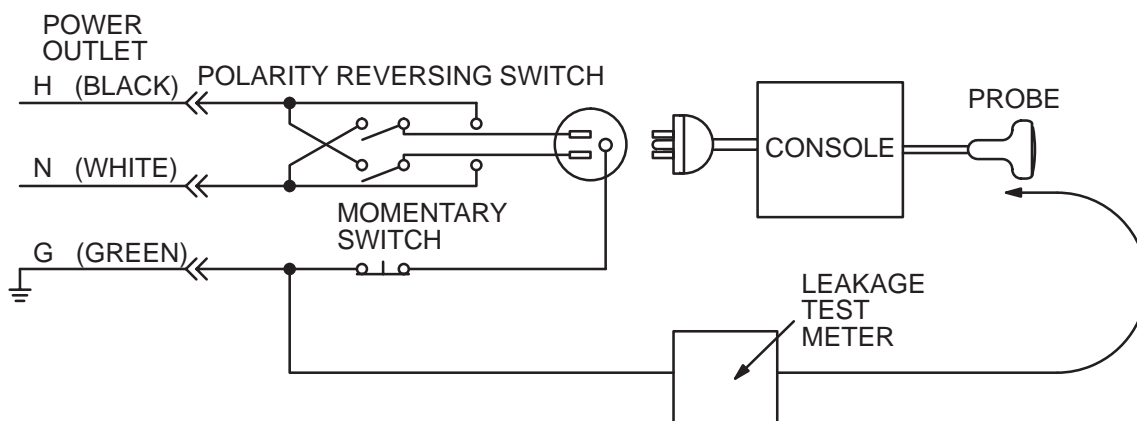 POWER
OUTLET
H (BLACK)
POLARITY REVERSING SWITCH
PROBE
CONSOLE
N (WHITE)
MOMENTARY
SWITCH
G (GREEN)
LEAKAGE
TEST
METER